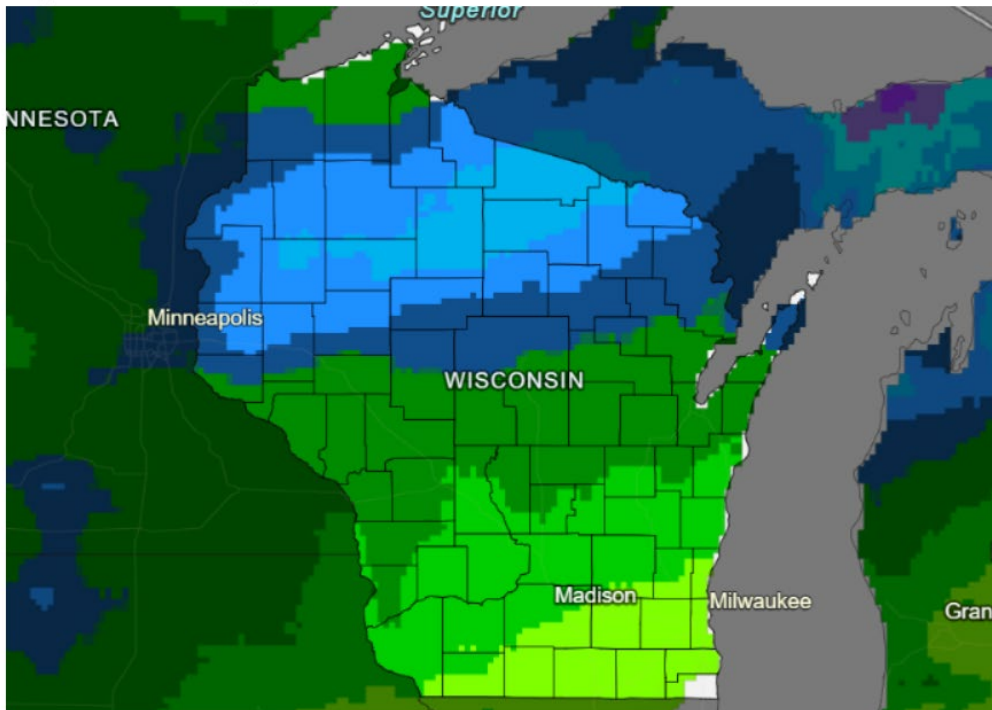 Superior
NNESOTA
Minneapolis
WISCONSIN
Madison
Milwaukee
Gran